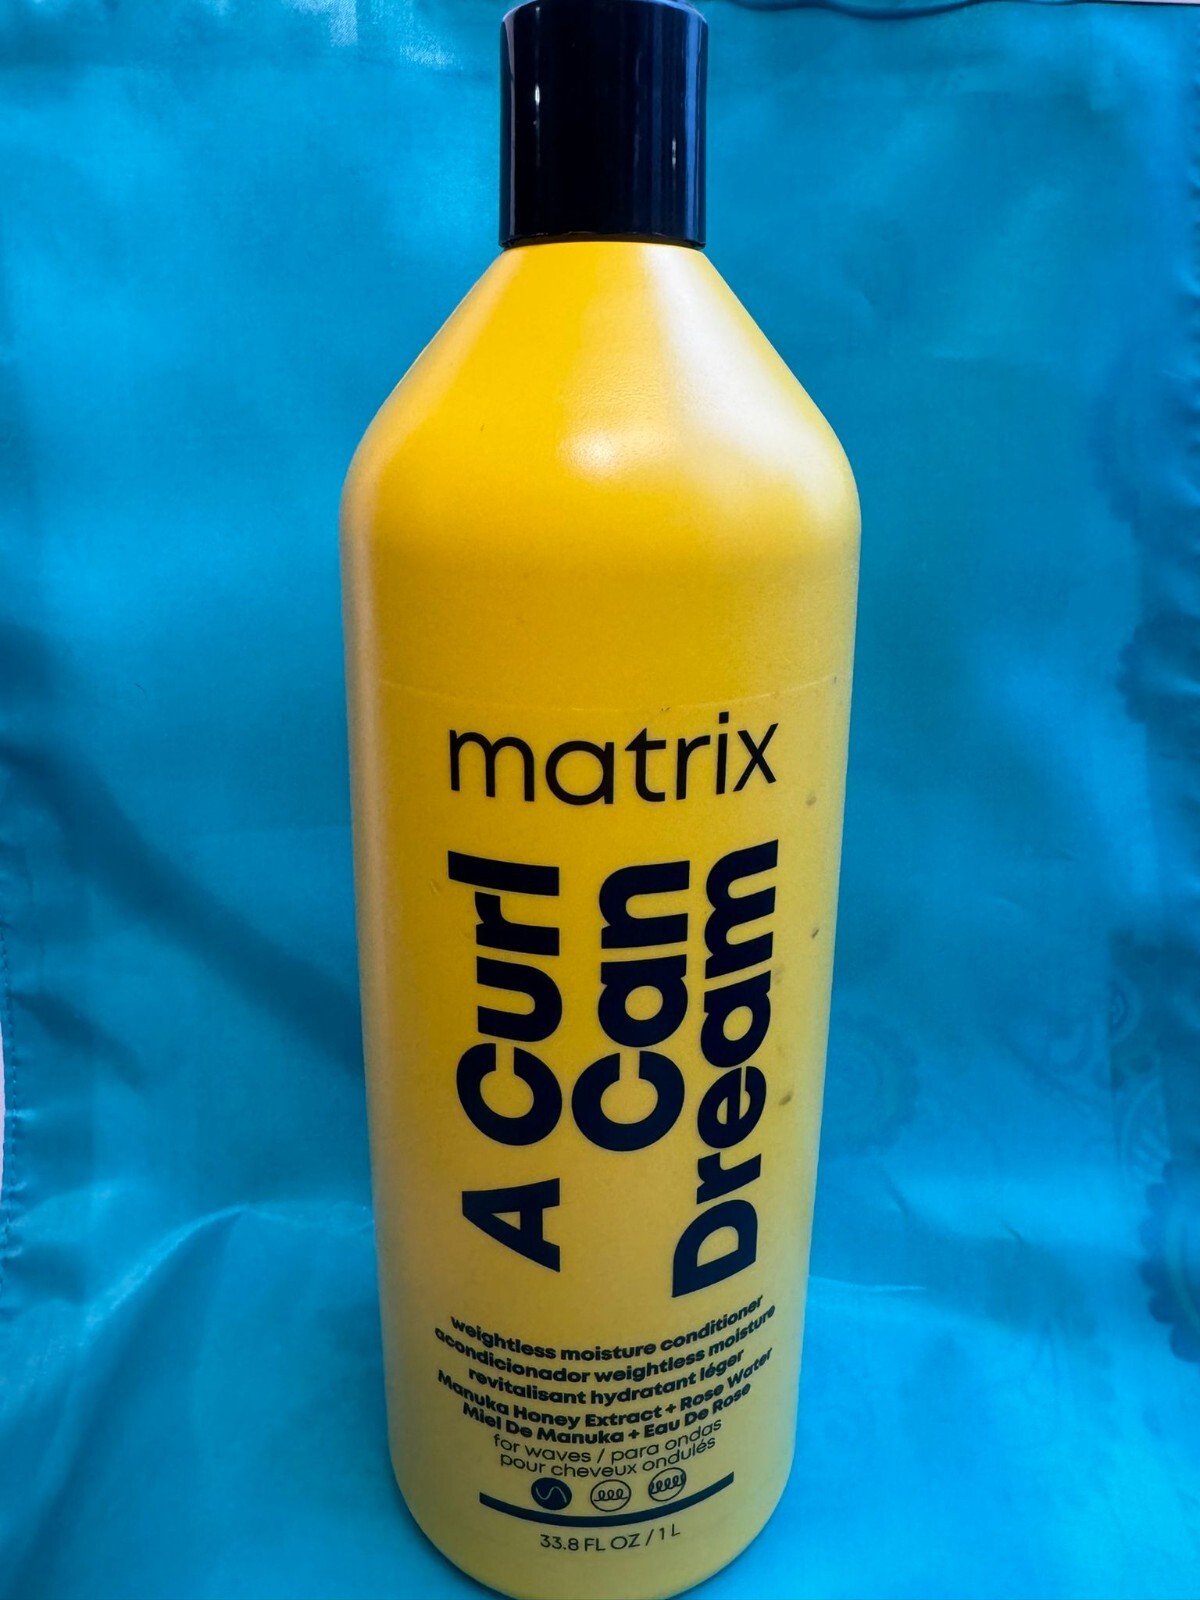 matrix
A Curl
Can
Dream
weightless moisture conditioner
acondicionador weightless moisture
revitalisant hydratant léger
Manuka Honey Extract + Rose Water
Miel De Manuka + Eau De Rose
for waves / para ondas
pour cheveux ondulés
33.8 FL OZ / 1 L